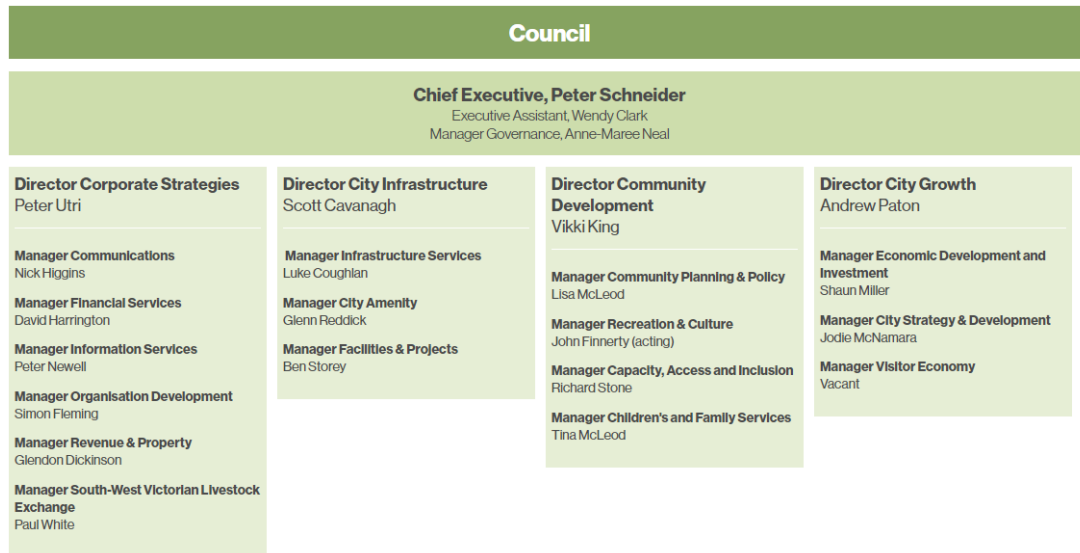 Council
Chief Executive, Peter Schneider
Executive Assistant, Wendy Clark
Manager Governance, Anne-Maree Neal
Director Corporate Strategies
Peter Utri
Manager Communications
Nick Higgins
Manager Financial Services
David Harrington
Manager Information Services
Peter Newell
Manager Organisation Development
Simon Fleming
Manager Revenue & Property
Glendon Dickinson
Manager South-West Victorian Livestock
Exchange
Paul White
Director City Infrastructure
Scott Cavanagh
Manager Infrastructure Services
Luke Coughlan
Manager City Amenity
Glenn Reddick
Manager Facilities & Projects
Ben Storey
Director Community
Development
Vikki King
Manager Community Planning & Policy
Lisa McLeod
Manager Recreation & Culture
John Finnerty (acting)
Manager Capacity, Access and Inclusion
Richard Stone
Manager Children's and Family Services
Tina McLeod
Director City Growth
Andrew Paton
Manager Economic Development and
Investment
Shaun Miller
Manager City Strategy & Development
Jodie McNamara
Manager Visitor Economy
Vacant